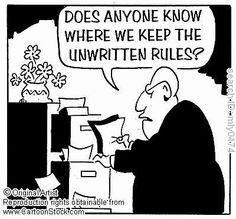 DOES ANYONE KNOW
WHERE WE KEEP THE
UNWRITTEN RULES?
© Original Artist
Reproduction rights obtainable from
www.CartoonStock.com